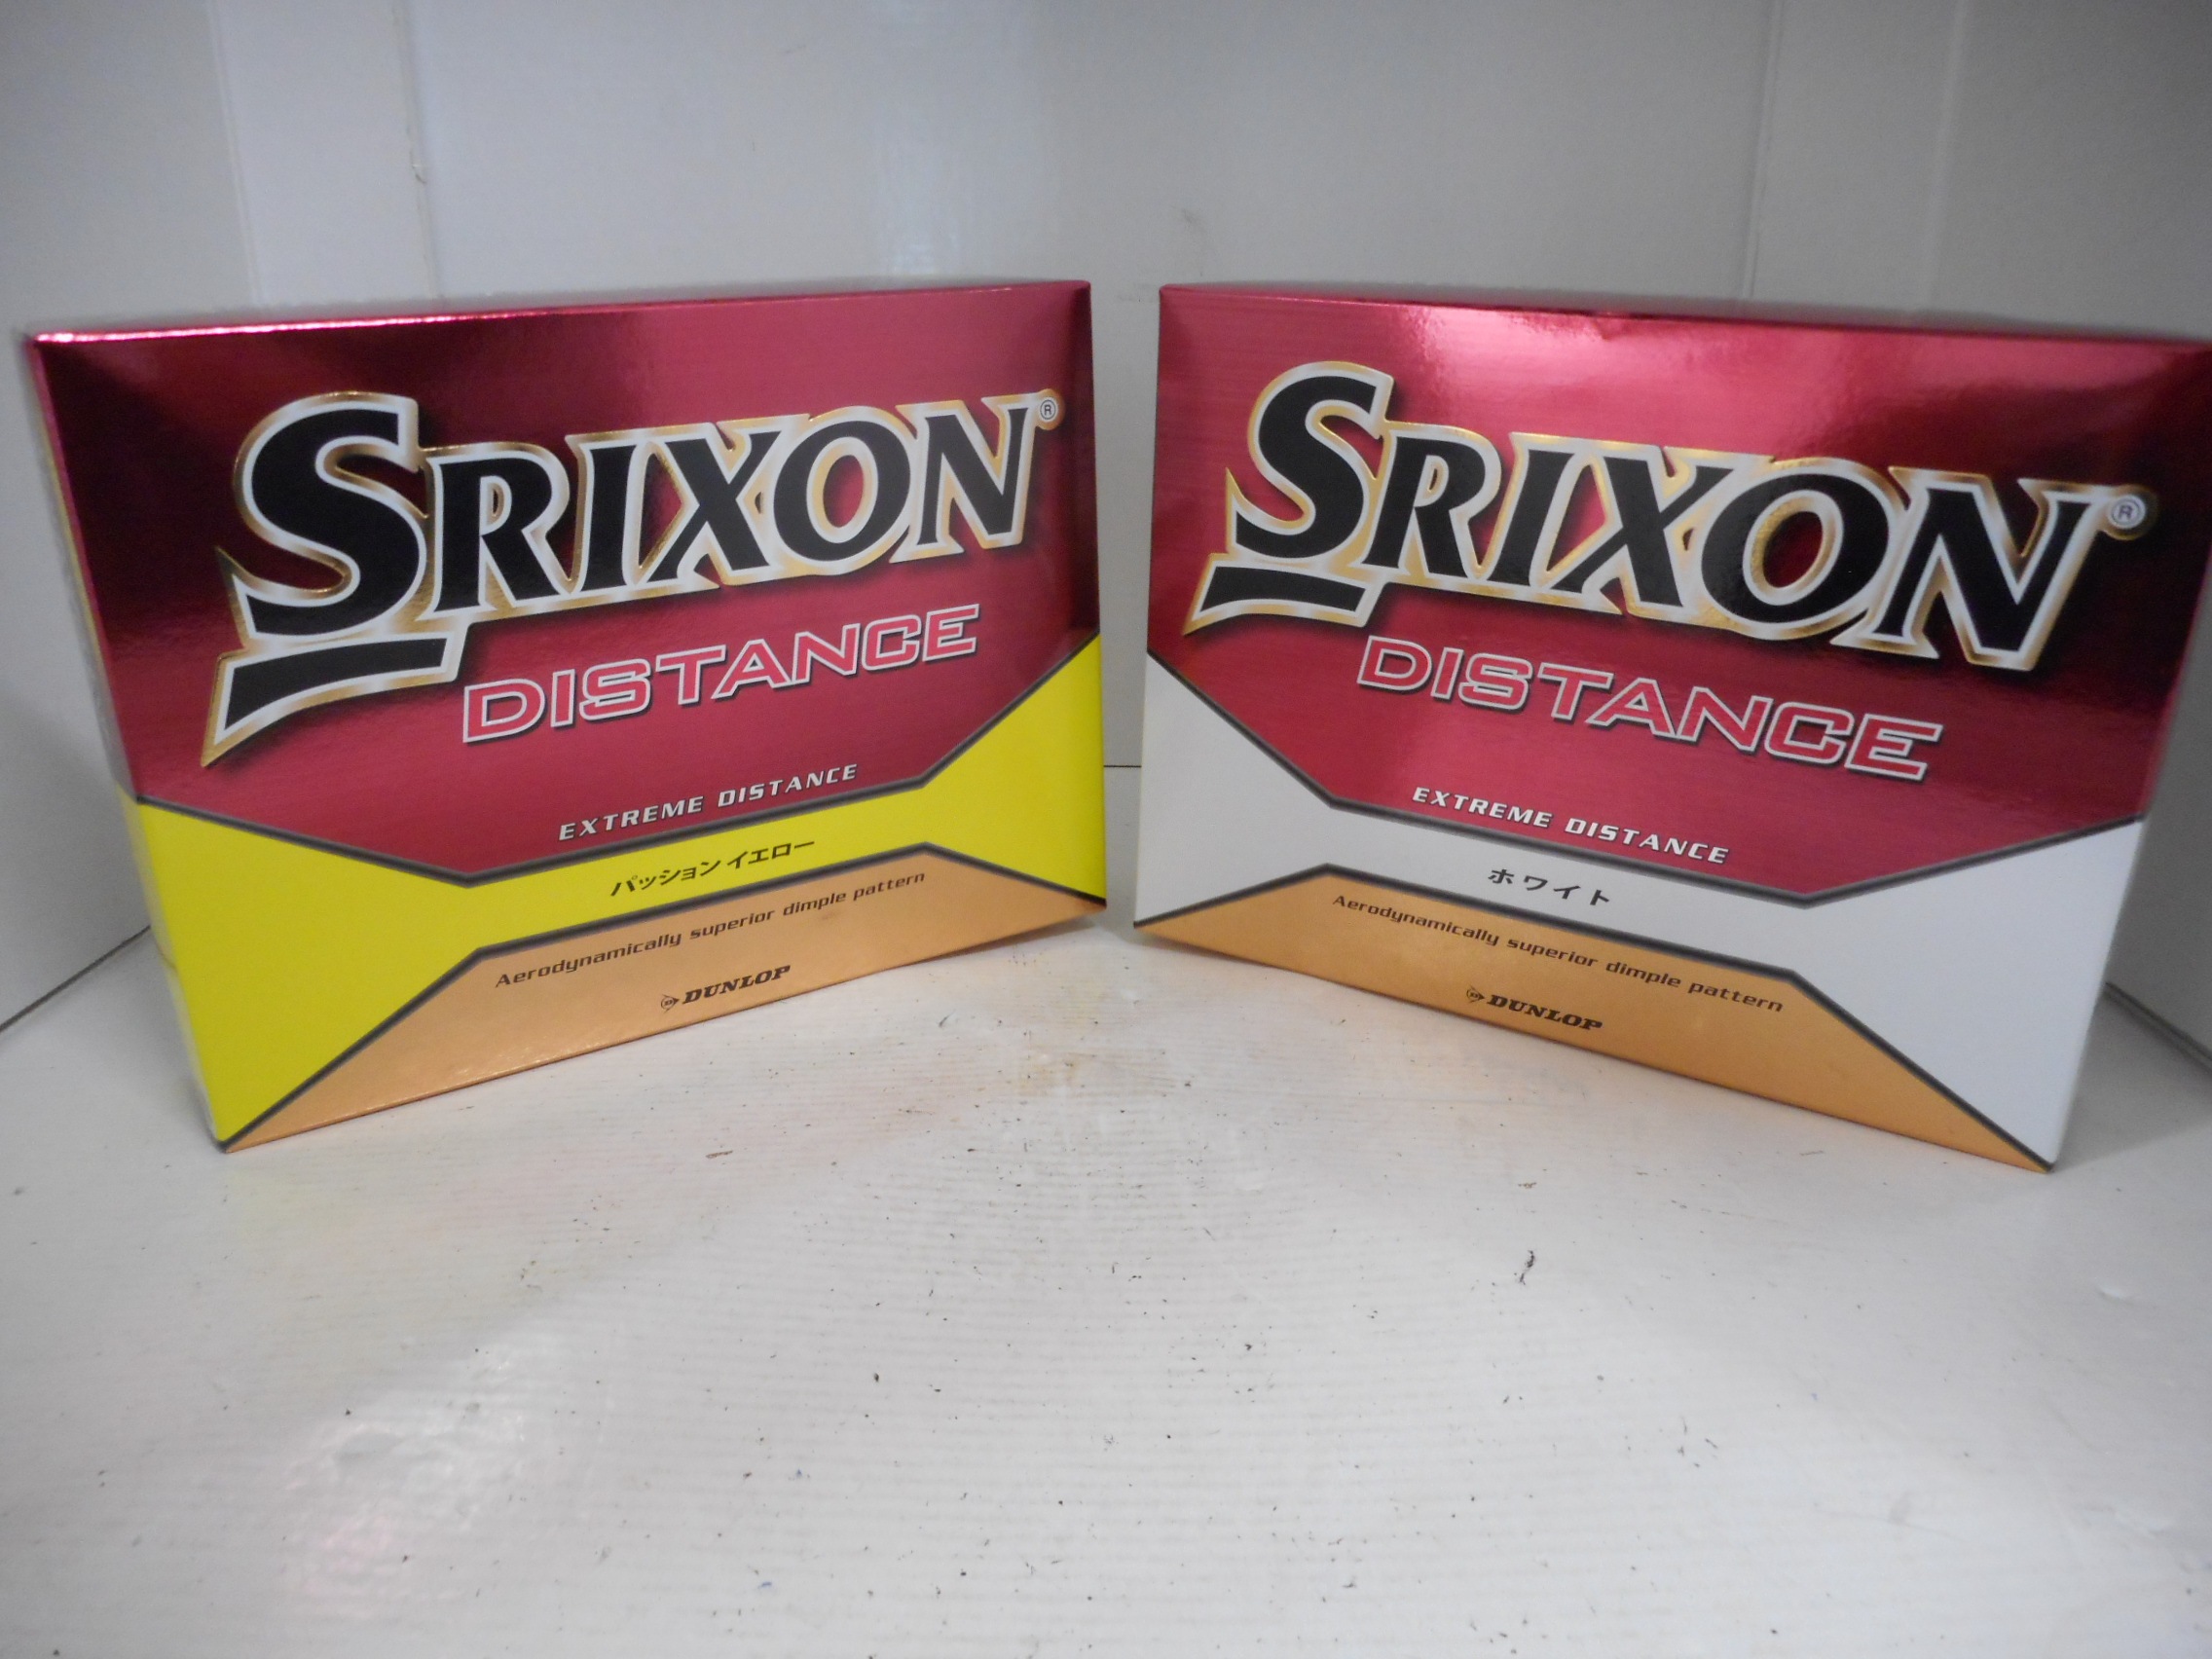 SRIXON®
DISTANCE
EXTREME DISTANCE
パッションイエロー
Aerodynamically superior dimple pattern
DUNLOP
SRIXON®
DISTANCE
EXTREME DISTANCE
ホワイト
Aerodynamically superior dimple pattern
DUNLOP